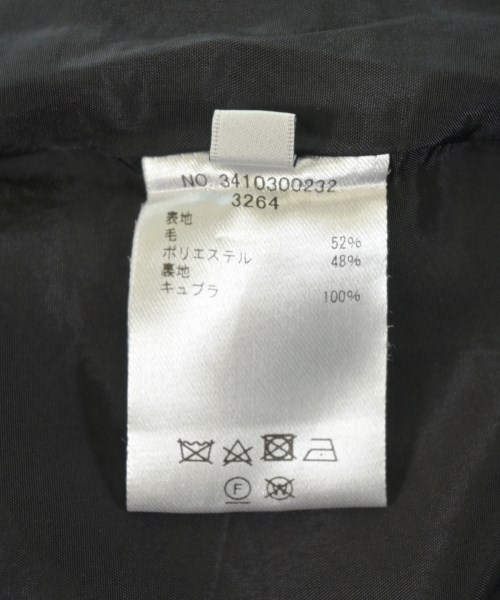 NO. 3410300232
3264
表地
毛 52%
ポリエステル 48%
裏地
キュプラ 100%
F
W